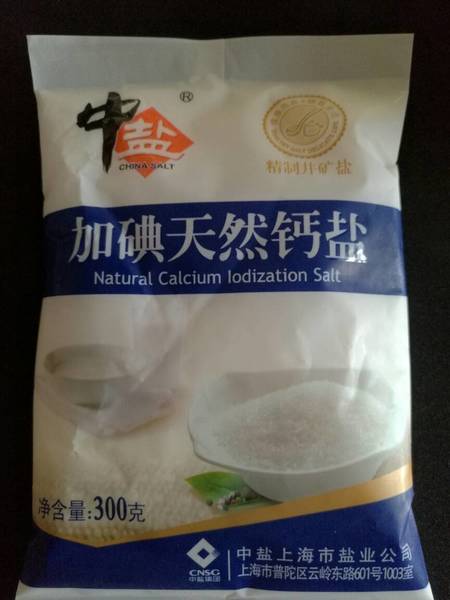 中盐
®
CHINA SALT
精制井矿盐
加碘天然钙盐
Natural Calcium Iodization Salt
净含量:300克
CNSG
中盐集团
中盐上海市盐业公司
上海市普陀区云岭东路601号1003室